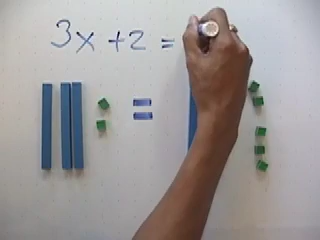 3x + 2 =
=